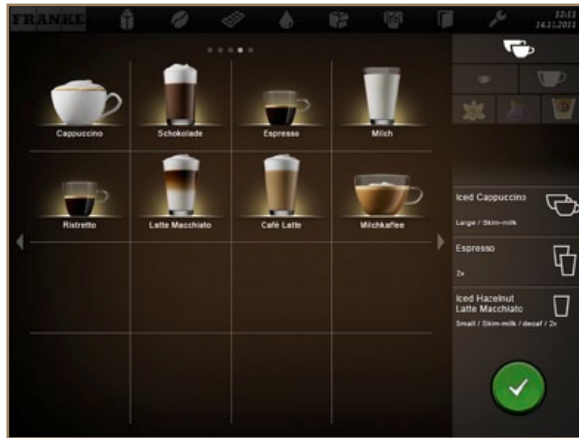 FRANKE
12:11
14.11.2011
Cappuccino
Schokolade
Espresso
Milch
Ristretto
Latte Macchiato
Café Latte
Milchkaffee
Iced Cappuccino
Large / Skim-milk
Espresso
2x
Iced Hazelnut
Latte Macchiato
Small / Skim-milk / decaf / 2x